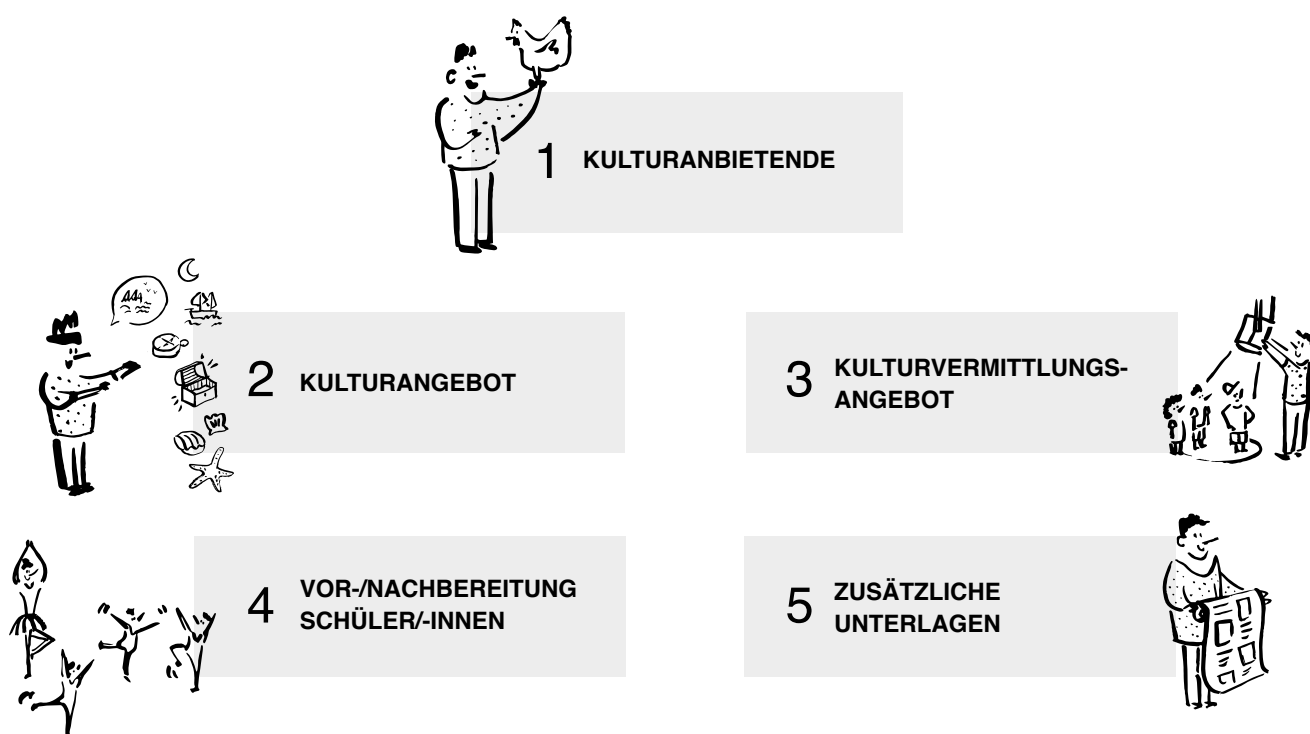 1 KULTURANBIETENDE
2 KULTURANGEBOT
3 KULTURVERMITTLUNGS-
ANGEBOT
4 VOR-/NACHBEREITUNG
SCHÜLER/-INNEN
5 ZUSÄTZLICHE
UNTERLAGEN